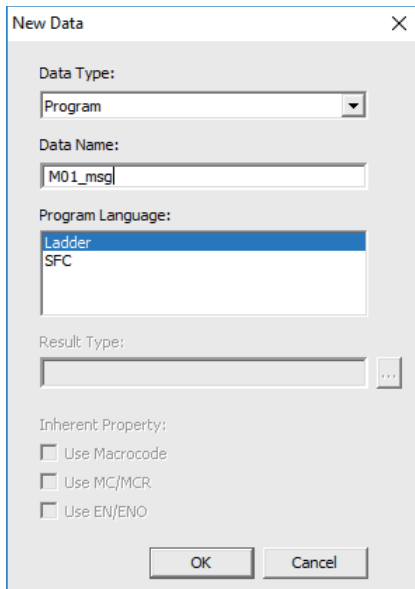 New Data
Data Type:
Program
Data Name:
M01_msg
Program Language:
Ladder
SFC
Result Type:
...
Inherent Property:
Use Macrocode
Use MC/MCR
Use EN/ENO
OK
Cancel